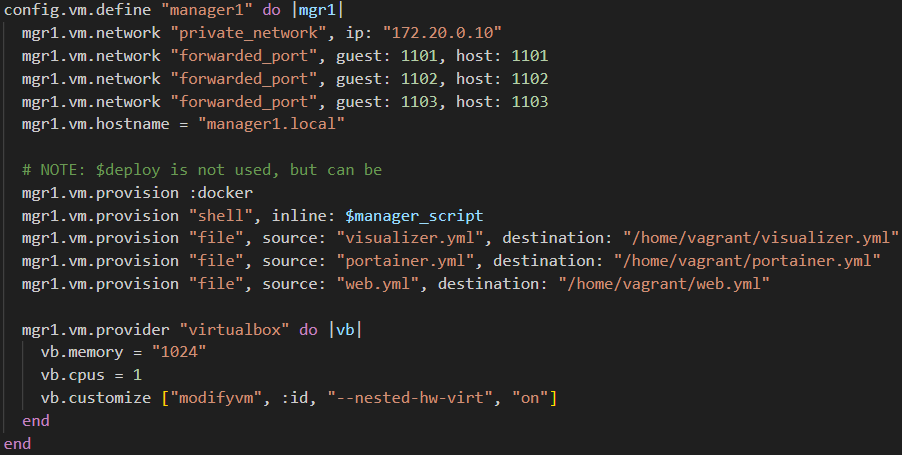 config.vm.define "manager1" do |mgr1|
  mgr1.vm.network "private_network", ip: "172.20.0.10"
  mgr1.vm.network "forwarded_port", guest: 1101, host: 1101
  mgr1.vm.network "forwarded_port", guest: 1102, host: 1102
  mgr1.vm.network "forwarded_port", guest: 1103, host: 1103
  mgr1.vm.hostname = "manager1.local"

  # NOTE: $deploy is not used, but can be
  mgr1.vm.provision :docker
  mgr1.vm.provision "shell", inline: $manager_script
  mgr1.vm.provision "file", source: "visualizer.yml", destination: "/home/vagrant/visualizer.yml"
  mgr1.vm.provision "file", source: "portainer.yml", destination: "/home/vagrant/portainer.yml"
  mgr1.vm.provision "file", source: "web.yml", destination: "/home/vagrant/web.yml"

  mgr1.vm.provider "virtualbox" do |vb|
    vb.memory = "1024"
    vb.cpus = 1
    vb.customize ["modifyvm", :id, "--nested-hw-virt", "on"]
  end
end